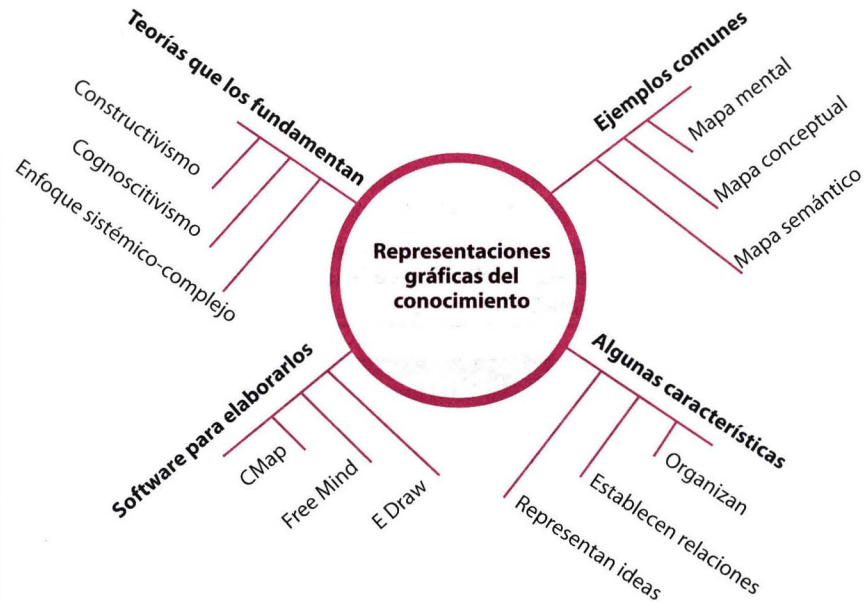 Teorías que los fundamentan
Constructivismo
Cognoscitivismo
Enfoque sistémico-complejo
Ejemplos comunes
Mapa mental
Mapa conceptual
Mapa semántico
Representaciones
gráficas del
conocimiento
Software para elaborarlos
CMap
Free Mind
E Draw
Algunas características
Organizan
Establecen relaciones
Representan ideas